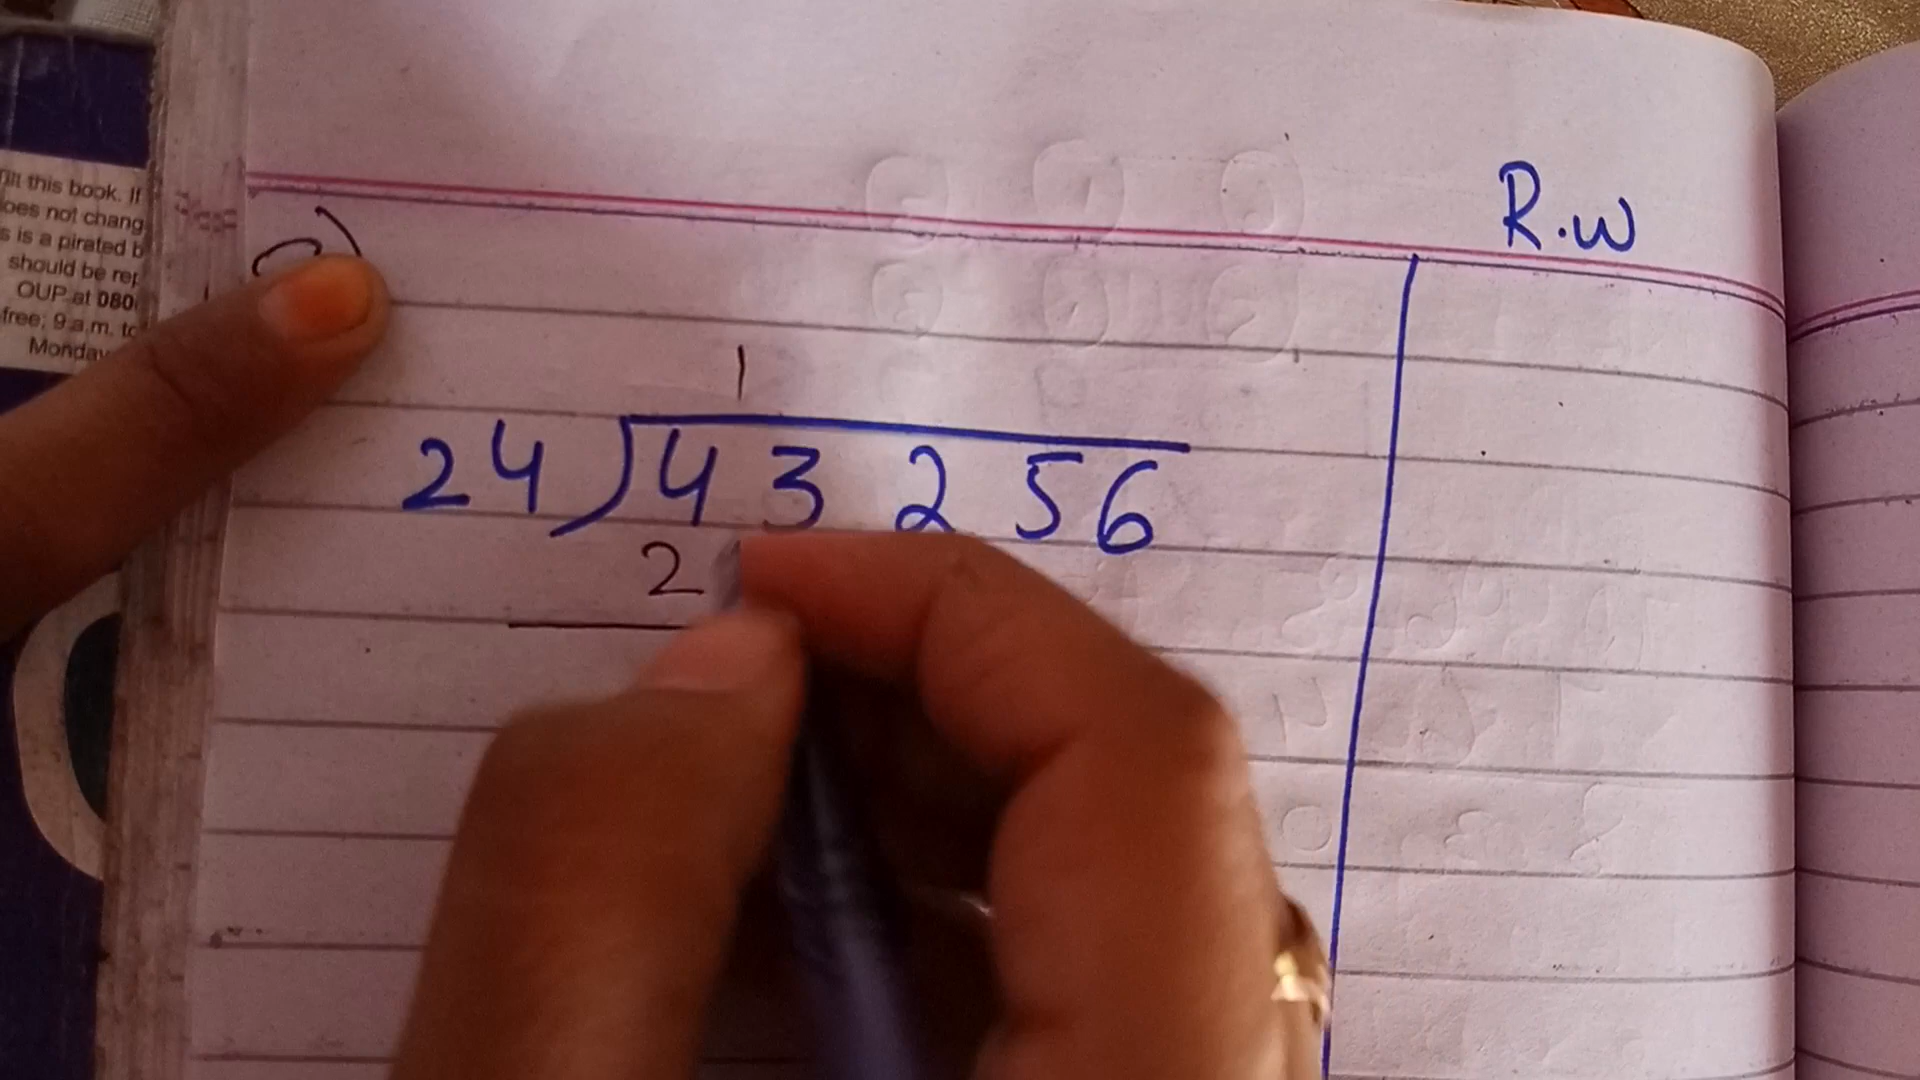 this book. If
oes not chang
s is a pirated b
should be rep
OUP at 080
free; 9 a.m. to
Monday
R.W
1
24)43256
2